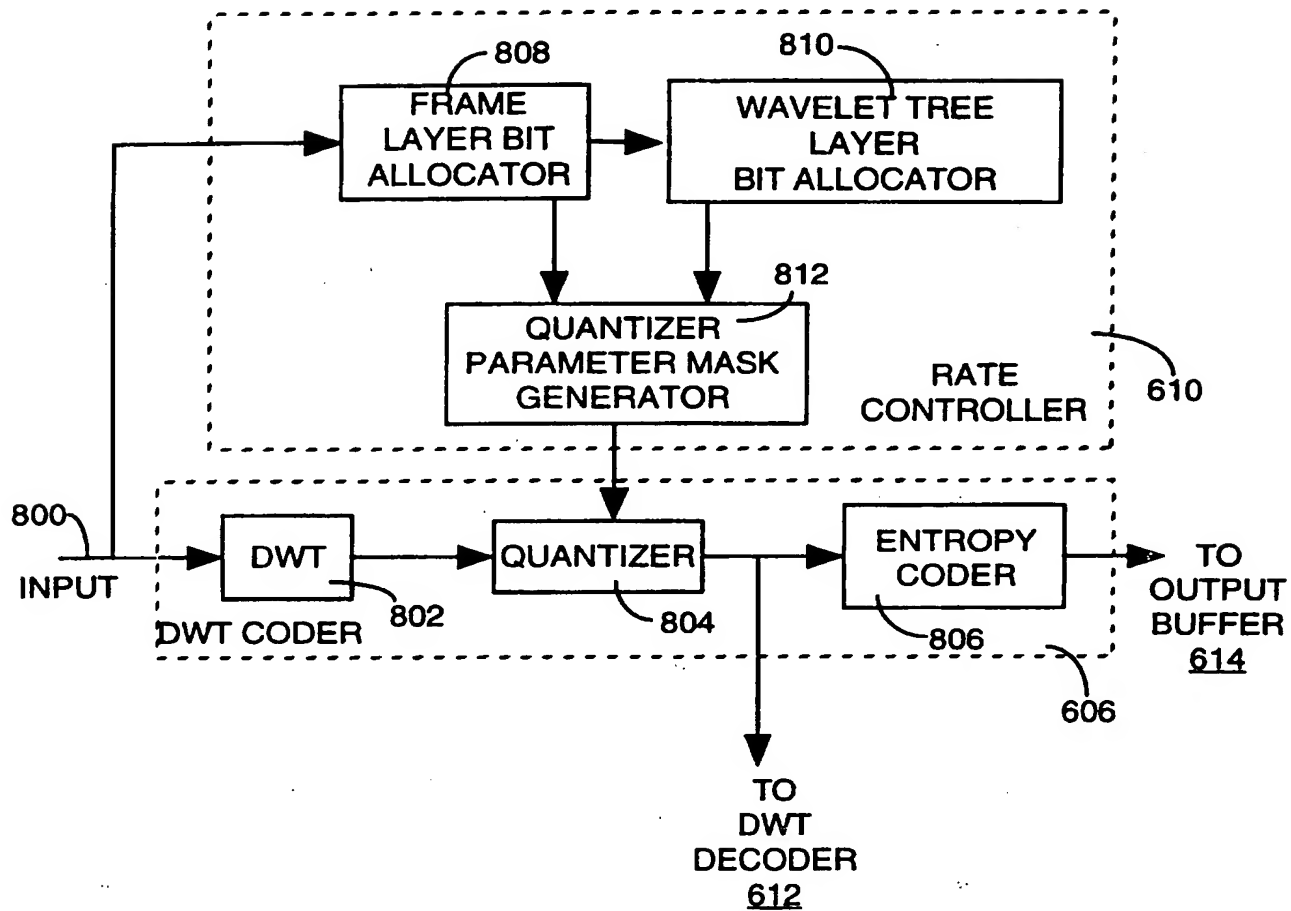 808
FRAME
LAYER BIT
ALLOCATOR
810
WAVELET TREE
LAYER
BIT ALLOCATOR
812
QUANTIZER
PARAMETER MASK
GENERATOR
RATE
CONTROLLER
610
800
INPUT
DWT
802
DWT CODER
QUANTIZER
804
ENTROPY
CODER
806
606
TO
OUTPUT
BUFFER
614
TO
DWT
DECODER
612